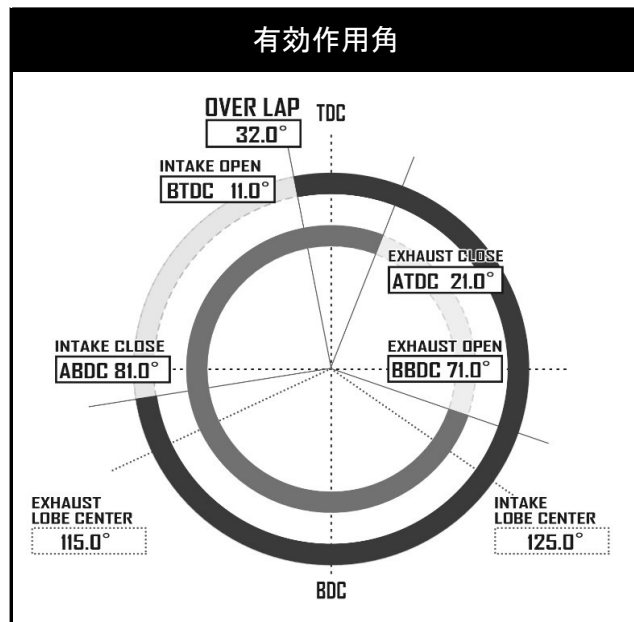 有効作用角
OVER LAP
32.0°
TDC
INTAKE OPEN
BTDC 11.0°
EXHAUST CLOSE
ATDC 21.0°
INTAKE CLOSE
ABDC 81.0°
EXHAUST OPEN
BBDC 71.0°
EXHAUST
LOBE CENTER
115.0°
INTAKE
LOBE CENTER
125.0°
BDC